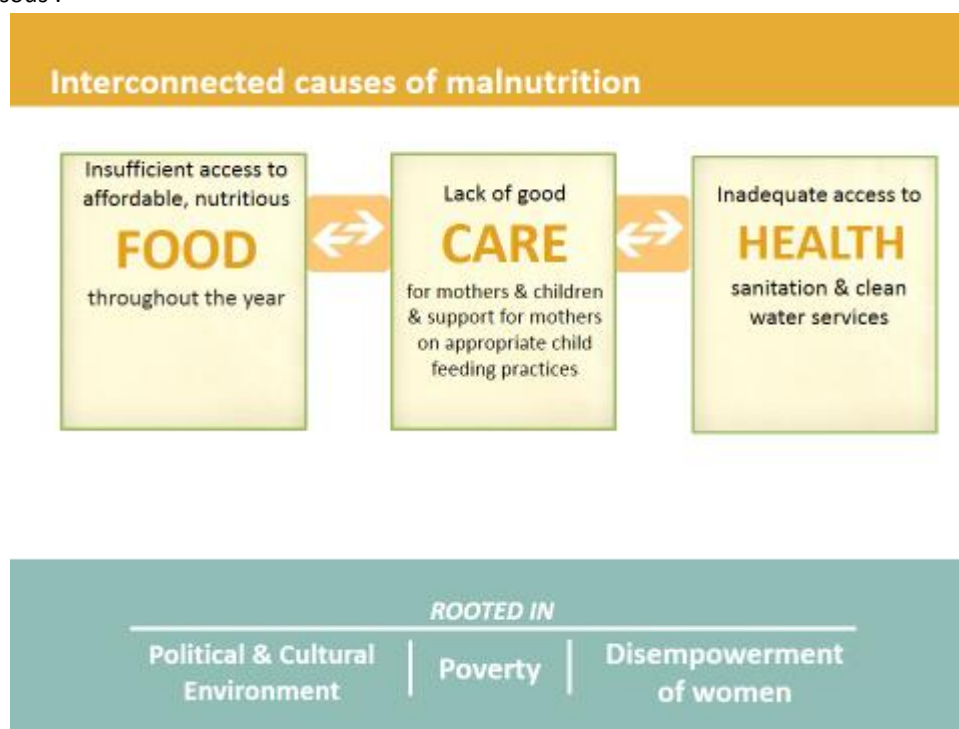 Interconnected causes of malnutrition
Insufficient access to
affordable, nutritious
FOOD
throughout the year
Lack of good
CARE
for mothers & children
& support for mothers
on appropriate child
feeding practices
Inadequate access to
HEALTH
sanitation & clean
water services
ROOTED IN
Political & Cultural
Environment
Poverty
Disempowerment
of women